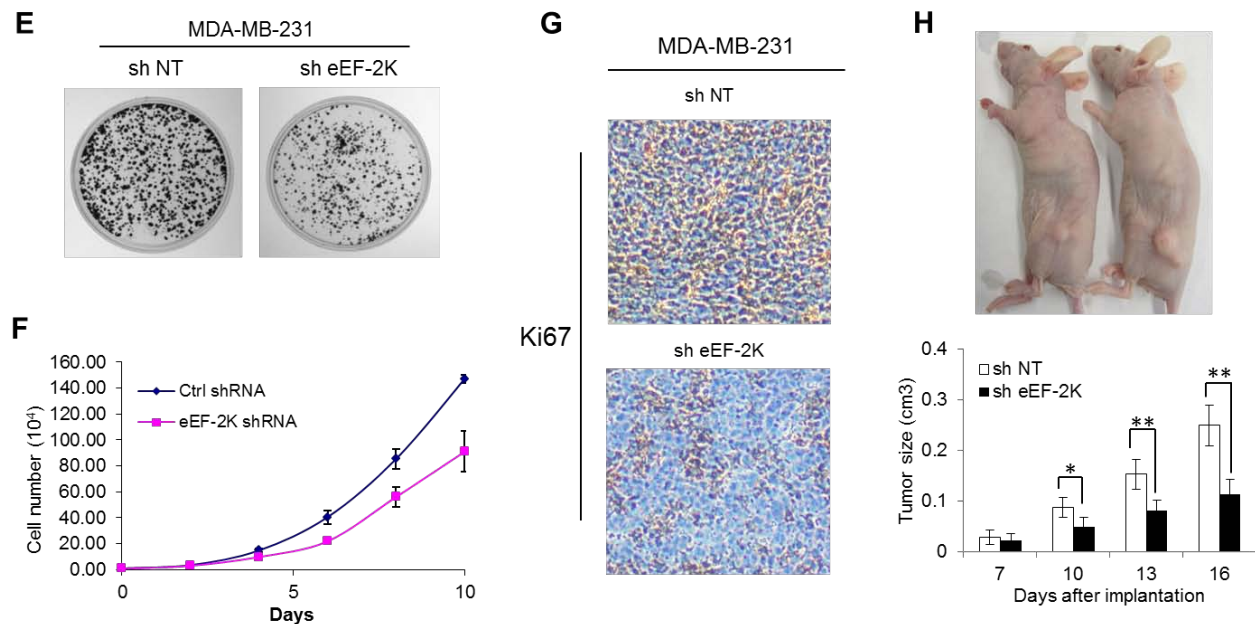 E
MDA-MB-231
sh NT
sh eEF-2K
F
160.00
140.00
120.00
100.00
80.00
60.00
40.00
20.00
0.00
Cell number (10⁴)
Ctrl shRNA
eEF-2K shRNA
0
5
10
Days
G
MDA-MB-231
sh NT
Ki67
sh eEF-2K
H
0.4
0.3
0.2
0.1
0
Tumor size (cm3)
sh NT
sh eEF-2K
*
**
**
7
10
13
16
Days after implantation